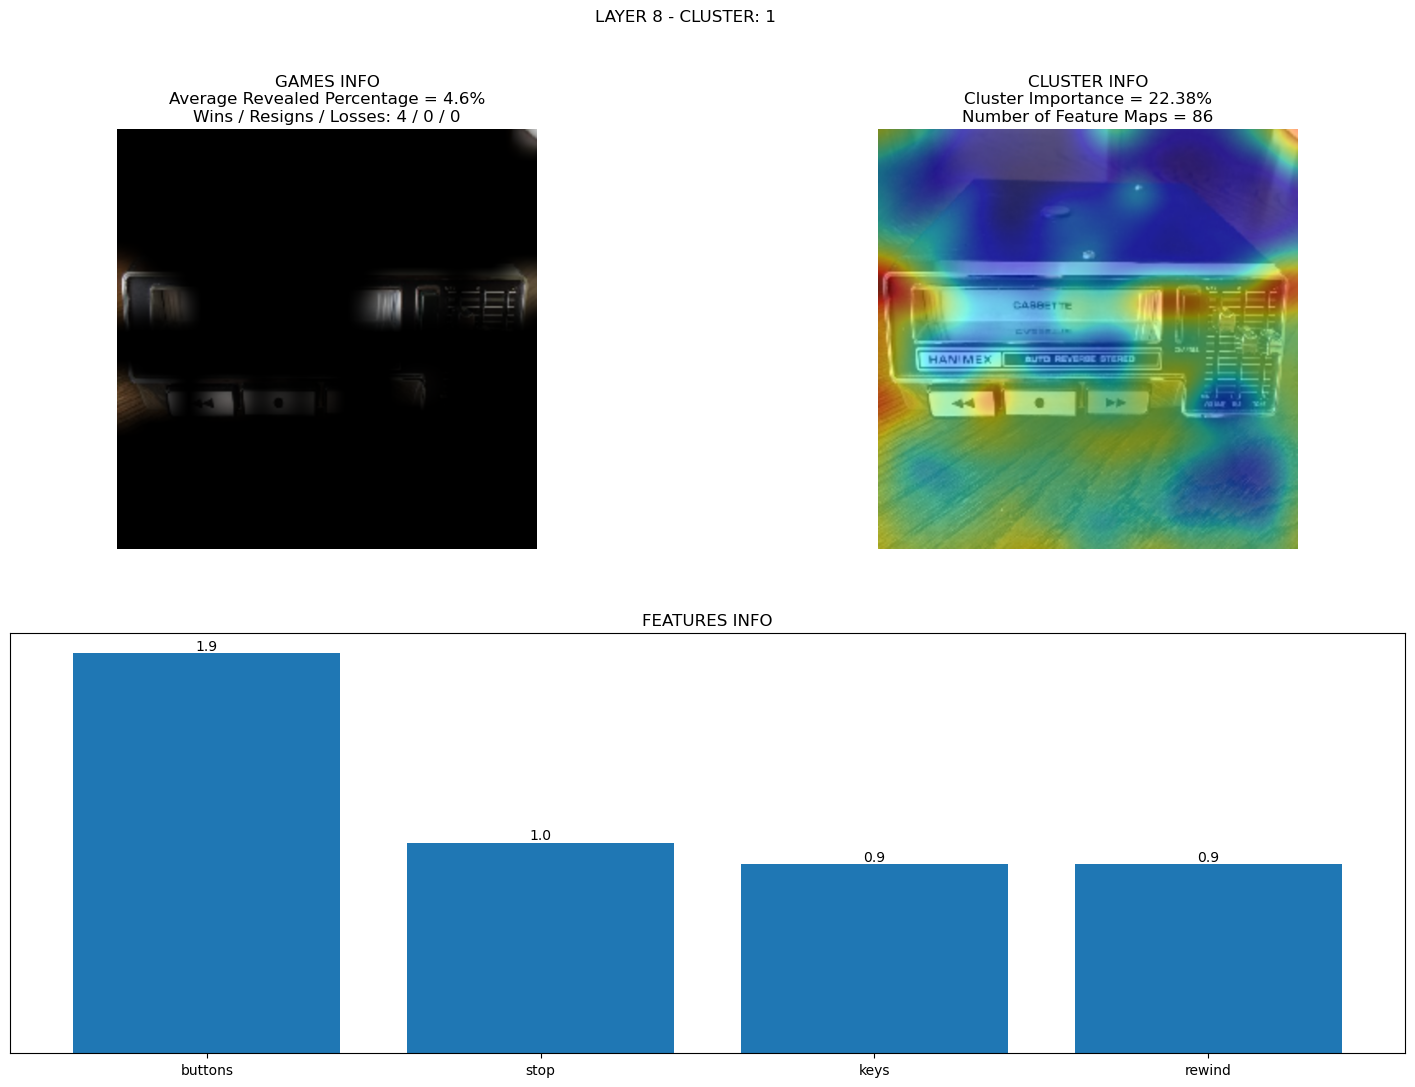 LAYER 8 - CLUSTER: 1
GAMES INFO
Average Revealed Percentage = 4.6%
Wins / Resigns / Losses: 4 / 0 / 0
CLUSTER INFO
Cluster Importance = 22.38%
Number of Feature Maps = 86
CASSETTE
HANIMEX
AUTO REVERSE STEREO
FEATURES INFO
1.9
1.0
0.9
0.9
buttons
stop
keys
rewind